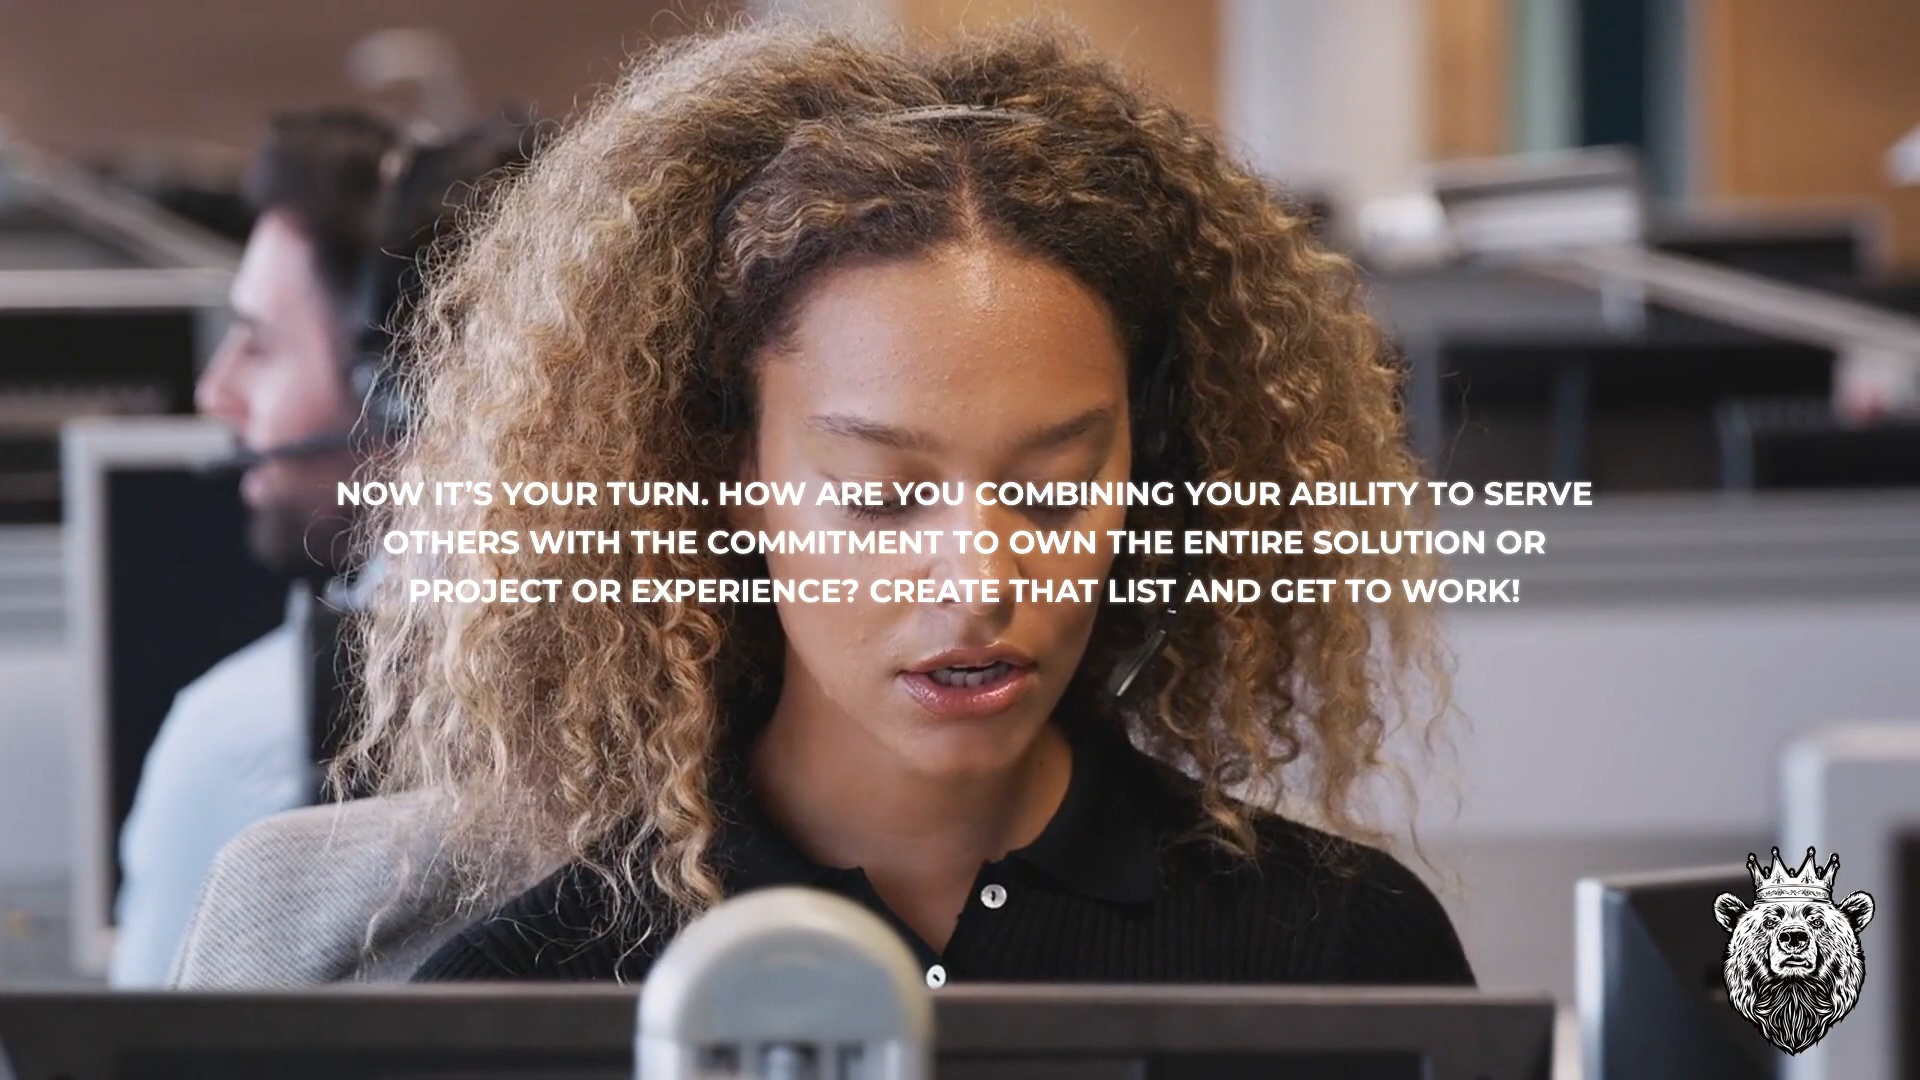 NOW IT’S YOUR TURN. HOW ARE YOU COMBINING YOUR ABILITY TO SERVE
OTHERS WITH THE COMMITMENT TO OWN THE ENTIRE SOLUTION OR
PROJECT OR EXPERIENCE? CREATE THAT LIST AND GET TO WORK!